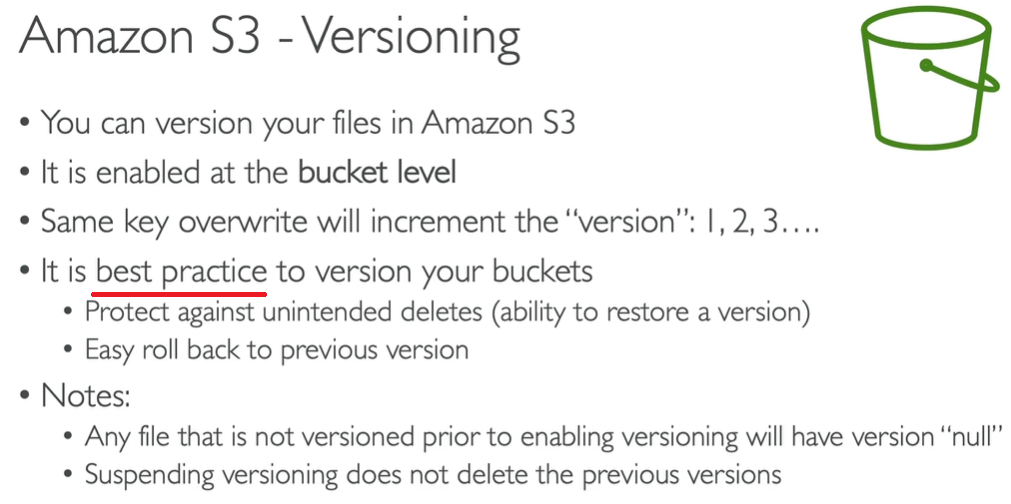 Amazon S3 - Versioning
• You can version your files in Amazon S3
• It is enabled at the bucket level
• Same key overwrite will increment the “version”: 1, 2, 3….
• It is best practice to version your buckets
• Protect against unintended deletes (ability to restore a version)
• Easy roll back to previous version
• Notes:
• Any file that is not versioned prior to enabling versioning will have version “null”
• Suspending versioning does not delete the previous versions